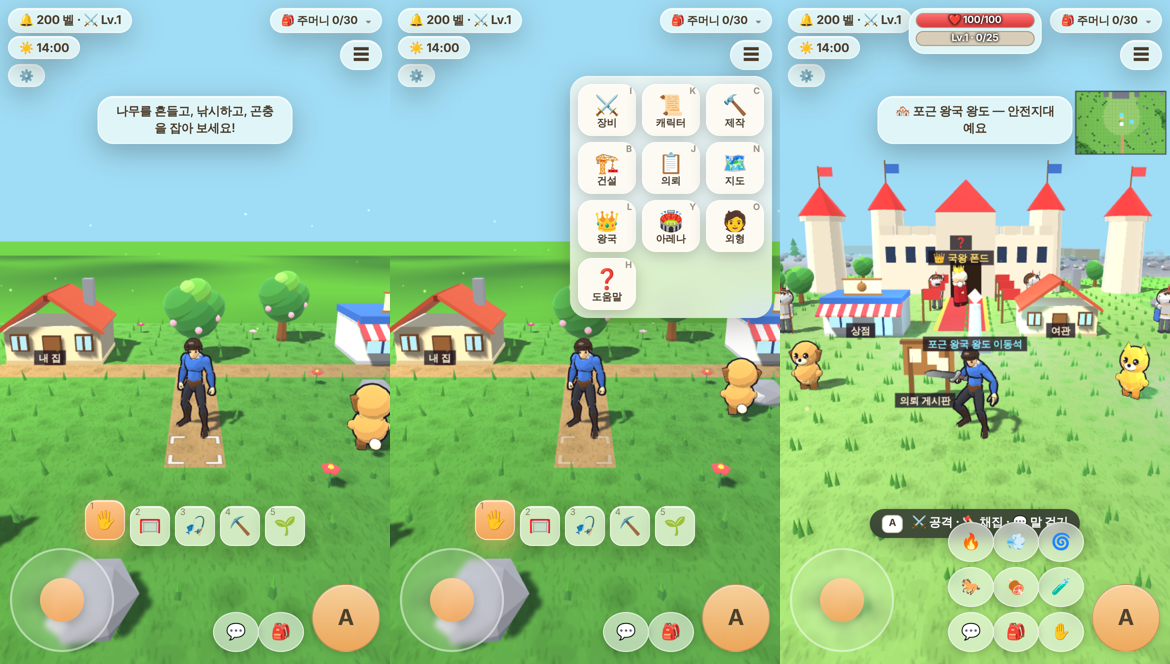 200 벨 · Lv.1
주머니 0/30
14:00
나무를 흔들고, 낚시하고, 곤충
을 잡아 보세요!
내 집
1
2
3
4
5
A
200 벨 · Lv.1
주머니 0/30
14:00
I
장비
K
캐릭터
C
제작
B
건설
J
의뢰
N
지도
L
왕국
Y
아레나
O
외형
H
도움말
내 집
1
2
3
4
5
A
200 벨 · Lv.1
100/100
Lv.1 · 0/25
주머니 0/30
14:00
포근 왕국 왕도 — 안전지대
예요
국왕 폰드
상점
여관
포근 왕국 왕도 이동석
의뢰 게시판
A 공격 · 채집 · 말 걸기
A